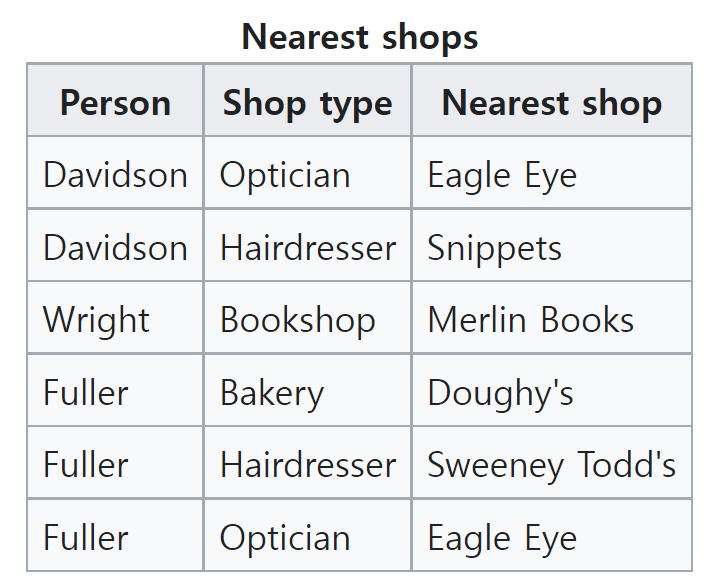 Nearest shops
Person Shop type Nearest shop
Davidson Optician Eagle Eye
Davidson Hairdresser Snippets
Wright Bookshop Merlin Books
Fuller Bakery Doughy's
Fuller Hairdresser Sweeney Todd's
Fuller Optician Eagle Eye